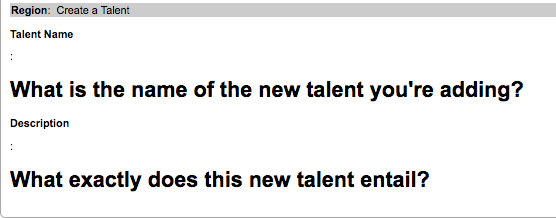 Region: Create a Talent
Talent Name
:
What is the name of the new talent you're adding?
Description
:
What exactly does this new talent entail?